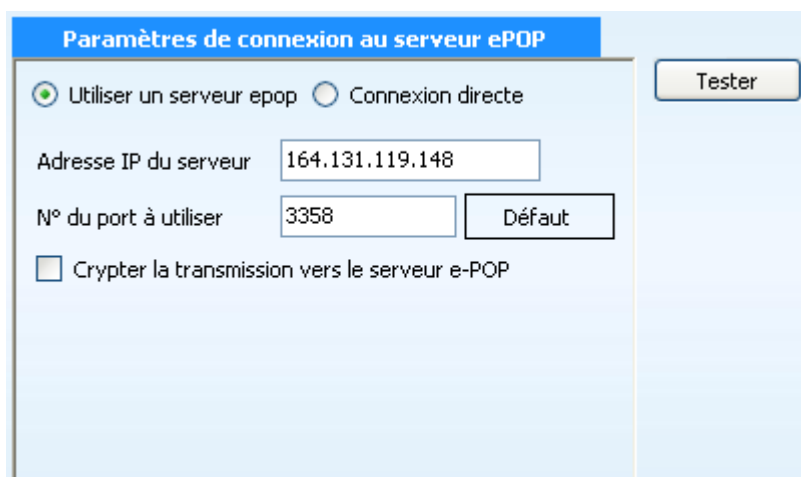 Paramètres de connexion au serveur ePOP
Utiliser un serveur epop Connexion directe
Tester
Adresse IP du serveur 164.131.119.148
N° du port à utiliser 3358 Défaut
Crypter la transmission vers le serveur e-POP